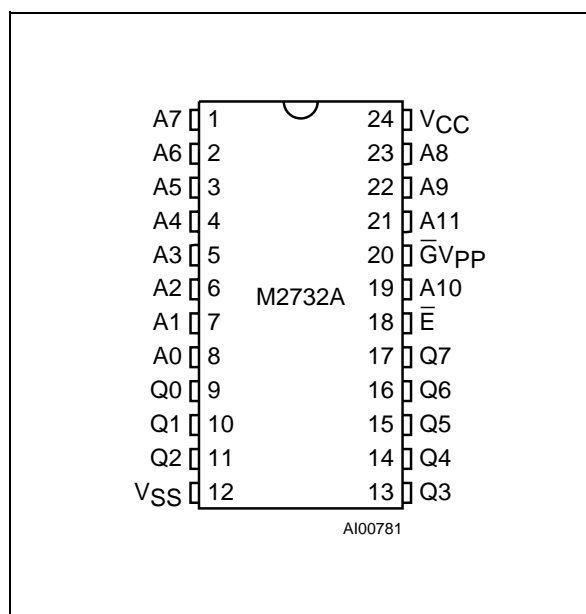 A7 1 24 VCC
A6 2 23 A8
A5 3 22 A9
A4 4 21 A11
A3 5 20 G̅VPP
A2 6 19 A10
M2732A
A1 7 18 E̅
A0 8 17 Q7
Q0 9 16 Q6
Q1 10 15 Q5
Q2 11 14 Q4
VSS 12 13 Q3
AI00781